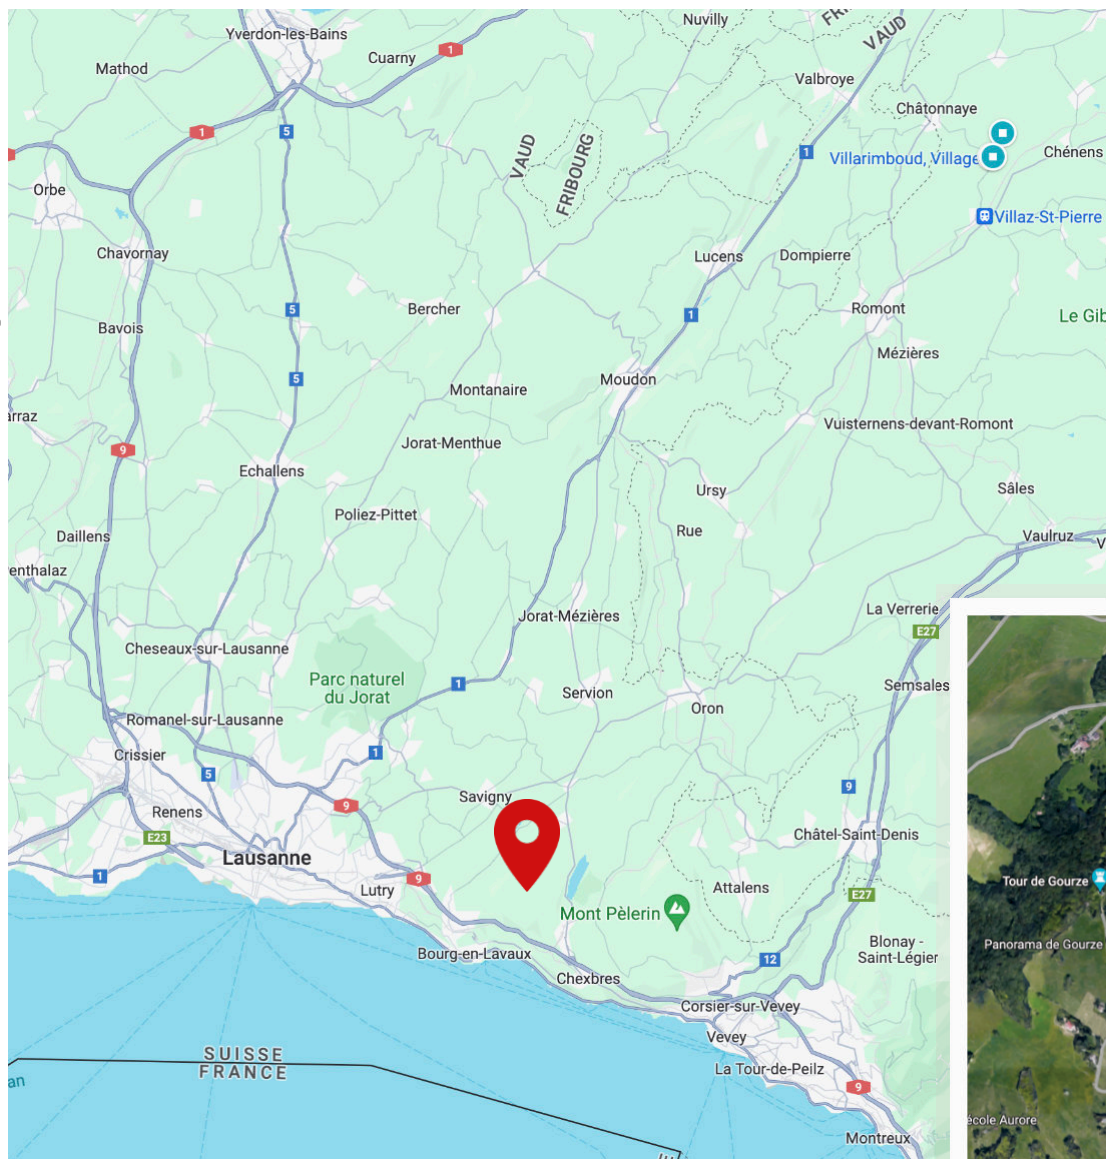 Nuvilly
FRI
VAUD
Yverdon-les-Bains
Cuarny
1
Mathod
Valbroye
Châtonnaye
1
5
VAUD
FRIBOURG
1
Villarimboud, Village
Chénens
Orbe
Villaz-St-Pierre
Chavornay
Lucens
Dompierre
5
Bercher
1
Romont
Le Gib
Bavois
Mézières
5
Montanaire
Moudon
arraz
Vuisternens-devant-Romont
9
Jorat-Menthue
Echallens
Ursy
Sâles
Poliez-Pittet
Rue
Daillens
Vaulruz
V
enthalaz
La Verrerie
Jorat-Mézières
E27
Cheseaux-sur-Lausanne
Parc naturel
du Jorat
1
Servion
Semsales
Oron
Romanel-sur-Lausanne
Crissier
1
5
9
Savigny
9
Renens
E23
Châtel-Saint-Denis
Lausanne
1
9
Lutry
Attalens
E27
Tour de Gourze
Mont Pèlerin
Bourg-en-Lavaux
Blonay -
Saint-Légier
Panorama de Gourze
12
Chexbres
Corsier-sur-Vevey
Vevey
SUISSE
FRANCE
La Tour-de-Peilz
an
9
école Aurore
Montreux